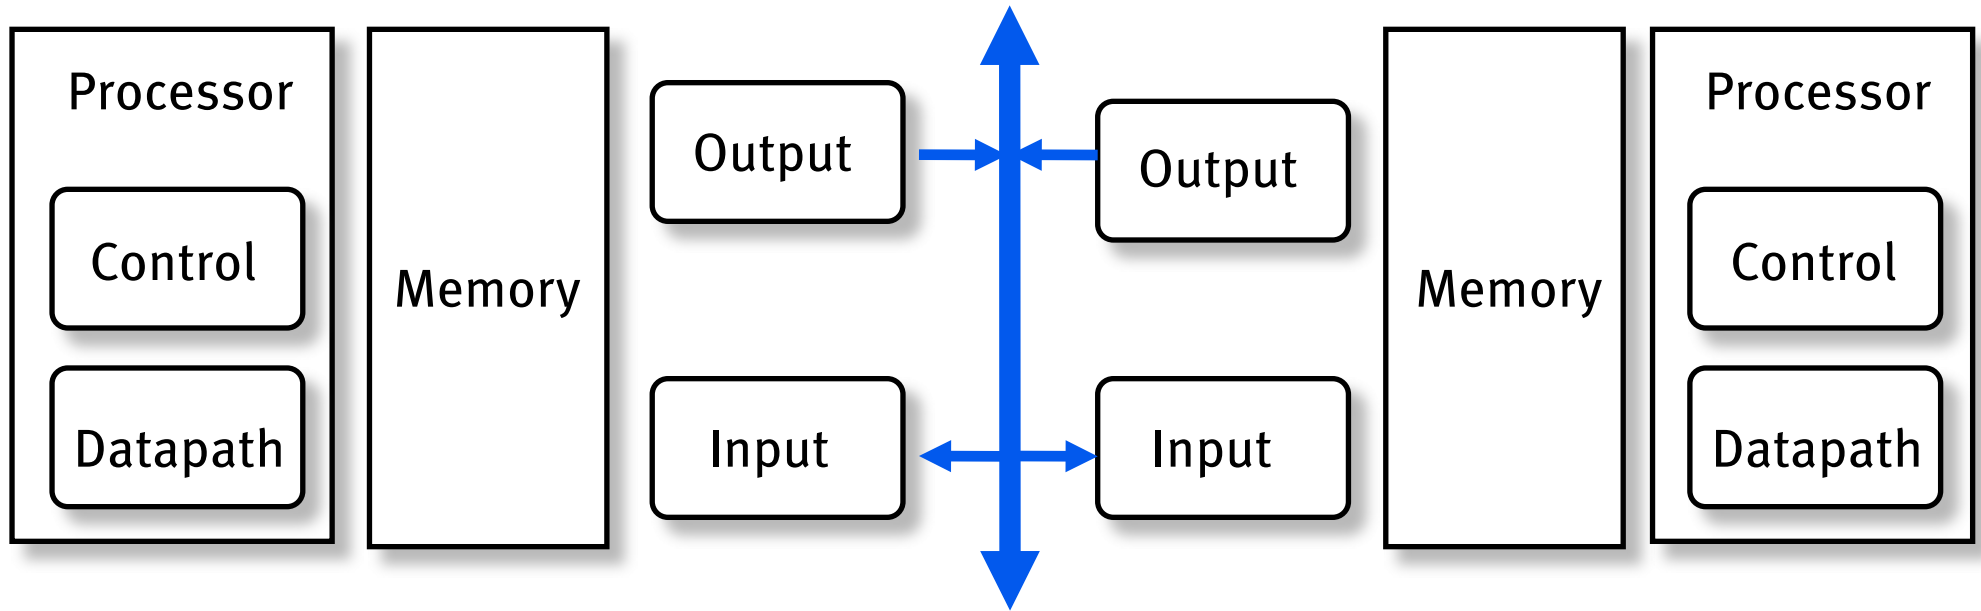 Processor
Control
Datapath
Memory
Output
Input
Output
Input
Memory
Processor
Control
Datapath